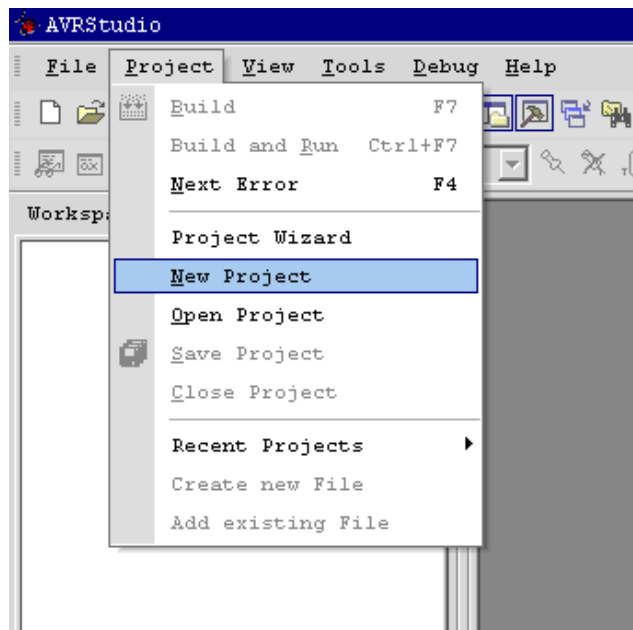 AVRStudio
File Project View Tools Debug Help
Build F7
Build and Run Ctrl+F7
Next Error F4
Workspa
Project Wizard
New Project
Open Project
Save Project
Close Project
Recent Projects
Create new File
Add existing File